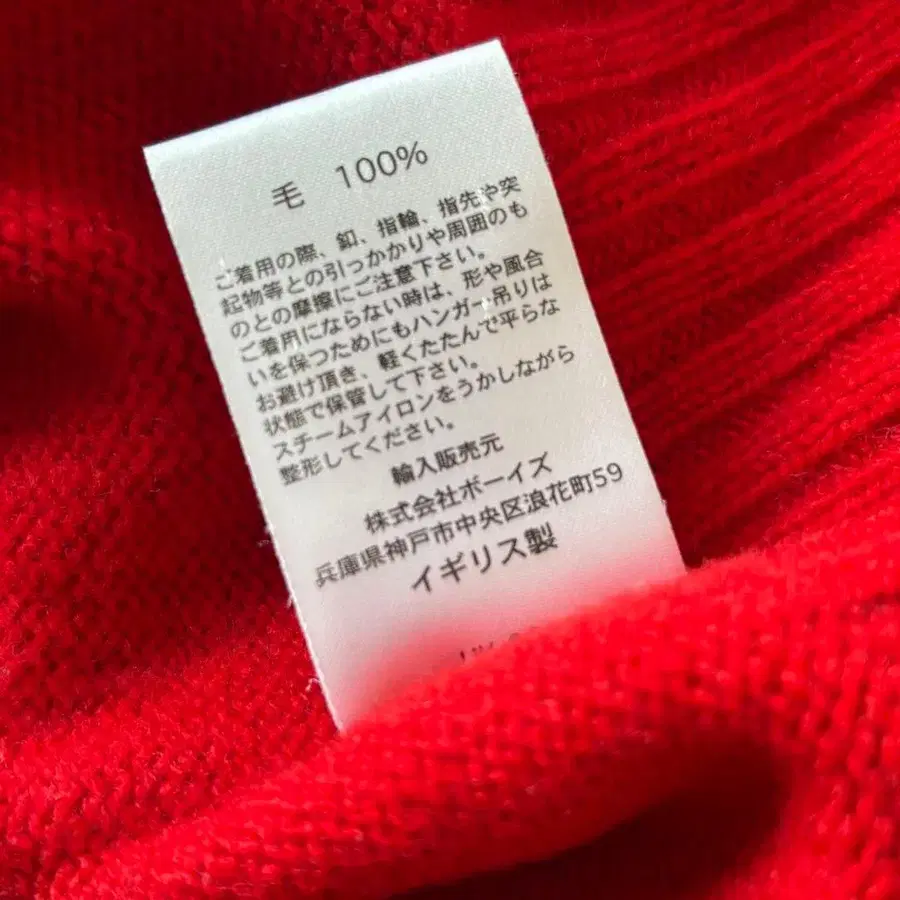 毛 100%
ご着用の際、釦、指輪、指先や突
起物等との引っかかりや周囲のも
のとの摩擦にご注意下さい。
ご着用にならない時は、形や風合
いを保つためにもハンガー吊りは
お避け頂き、軽くたたんで平らな
状態で保管して下さい。
スチームアイロンをうかしながら
整形してください。
輸入販売元
株式会社ボーイズ
兵庫県神戸市中央区浪花町59
イギリス製